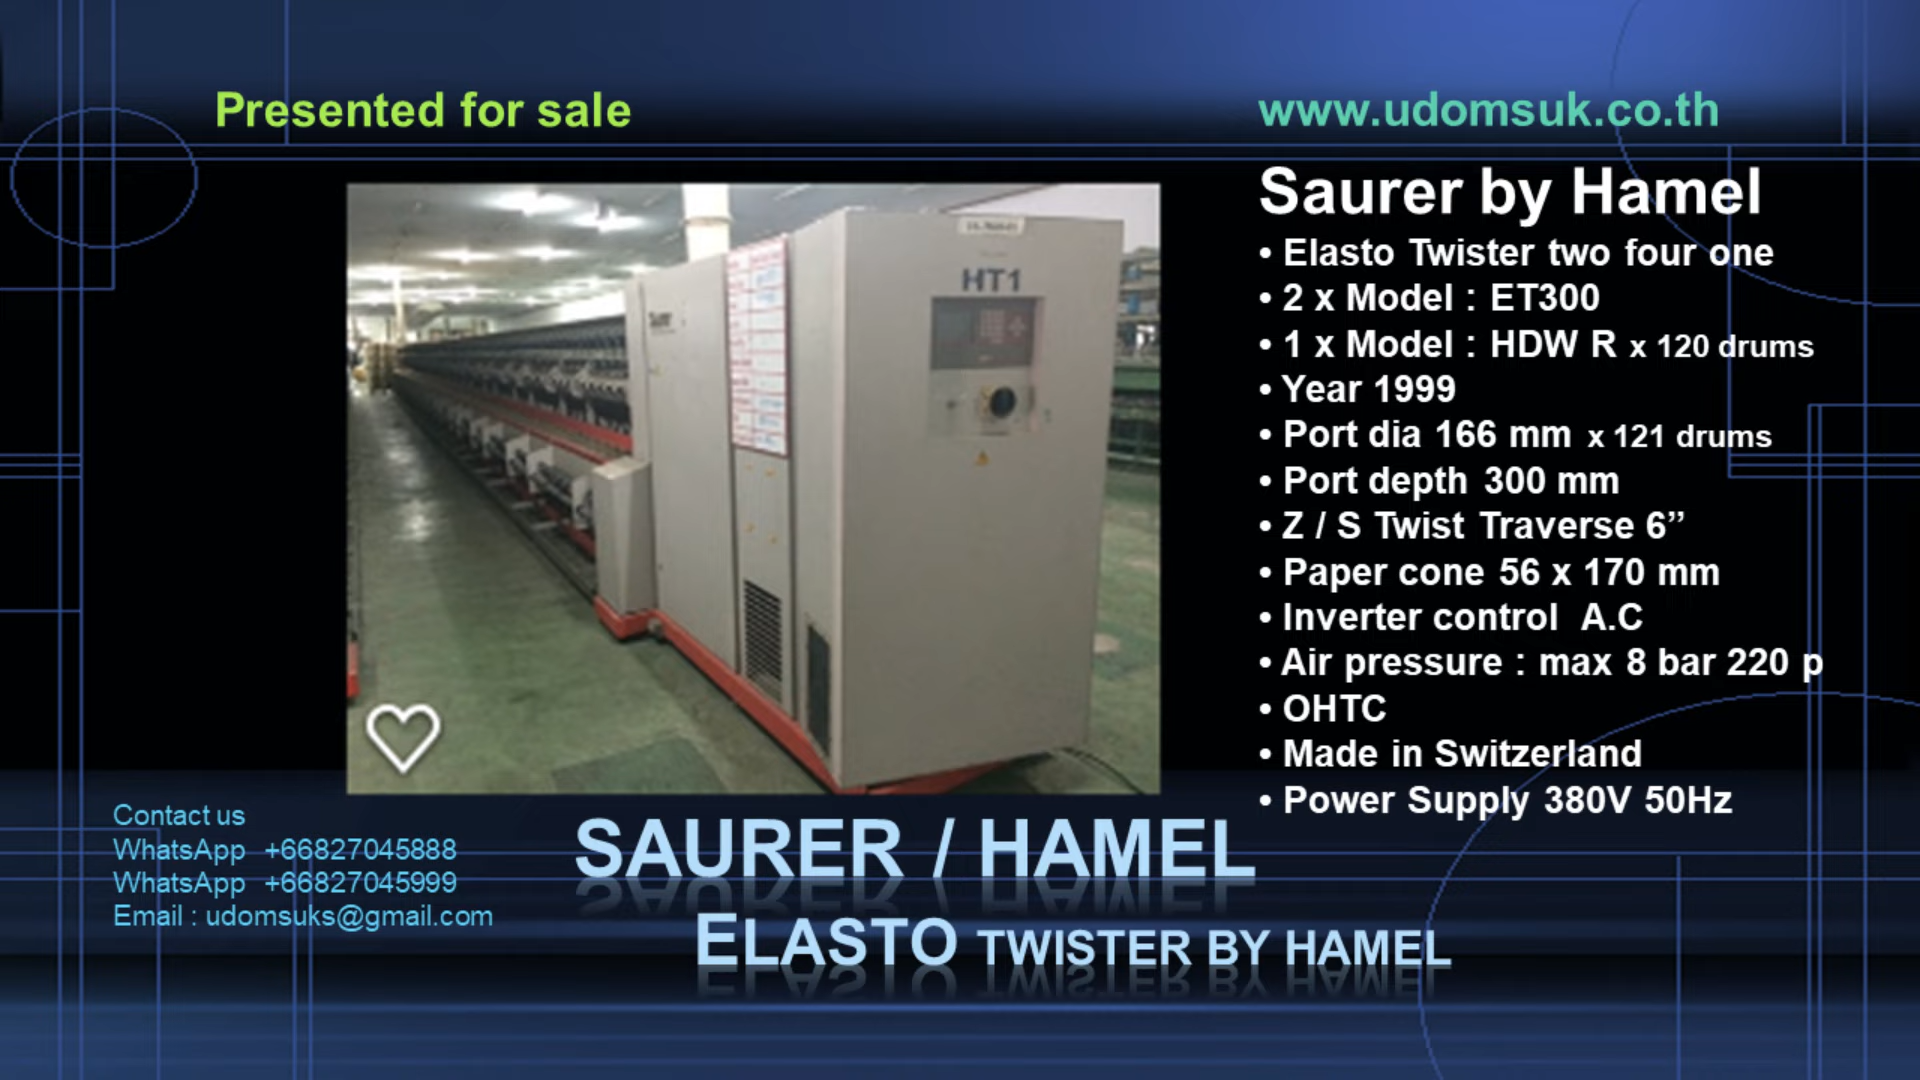 Presented for sale
www.udomsuk.co.th
HT1
Saurer by Hamel
• Elasto Twister two four one
• 2 x Model : ET300
• 1 x Model : HDW R x 120 drums
• Year 1999
• Port dia 166 mm x 121 drums
• Port depth 300 mm
• Z / S Twist Traverse 6”
• Paper cone 56 x 170 mm
• Inverter control A.C
• Air pressure : max 8 bar 220 p
• OHTC
• Made in Switzerland
• Power Supply 380V 50Hz
Contact us
WhatsApp +66827045888
WhatsApp +66827045999
Email : udomsuks@gmail.com
SAURER / HAMEL
ELASTO TWISTER BY HAMEL